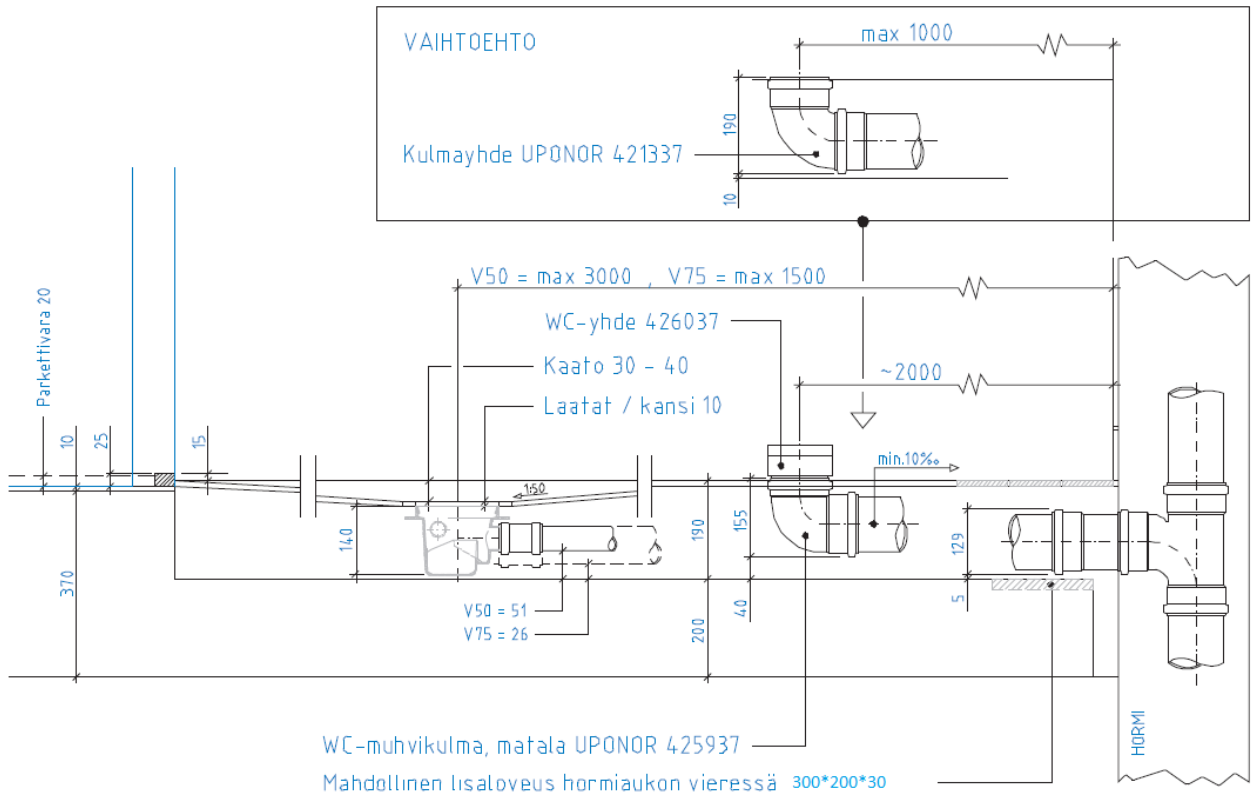 VAIHTOEHTO
max 1000
190
Kulmayhde UPONOR 421337
10
V50 = max 3000 , V75 = max 1500
WC-yhde 426037
Kaato 30 - 40
~2000
Laatat / kansi 10
Parkettivara 20
10
25
15
min.10‰
1:50
140
190
155
129
370
V50 = 51
V75 = 26
200
40
5
HORMI
WC-muhvikulma, matala UPONOR 425937
Mahdollinen lisaloveus hormiaukon vieressä 300*200*30